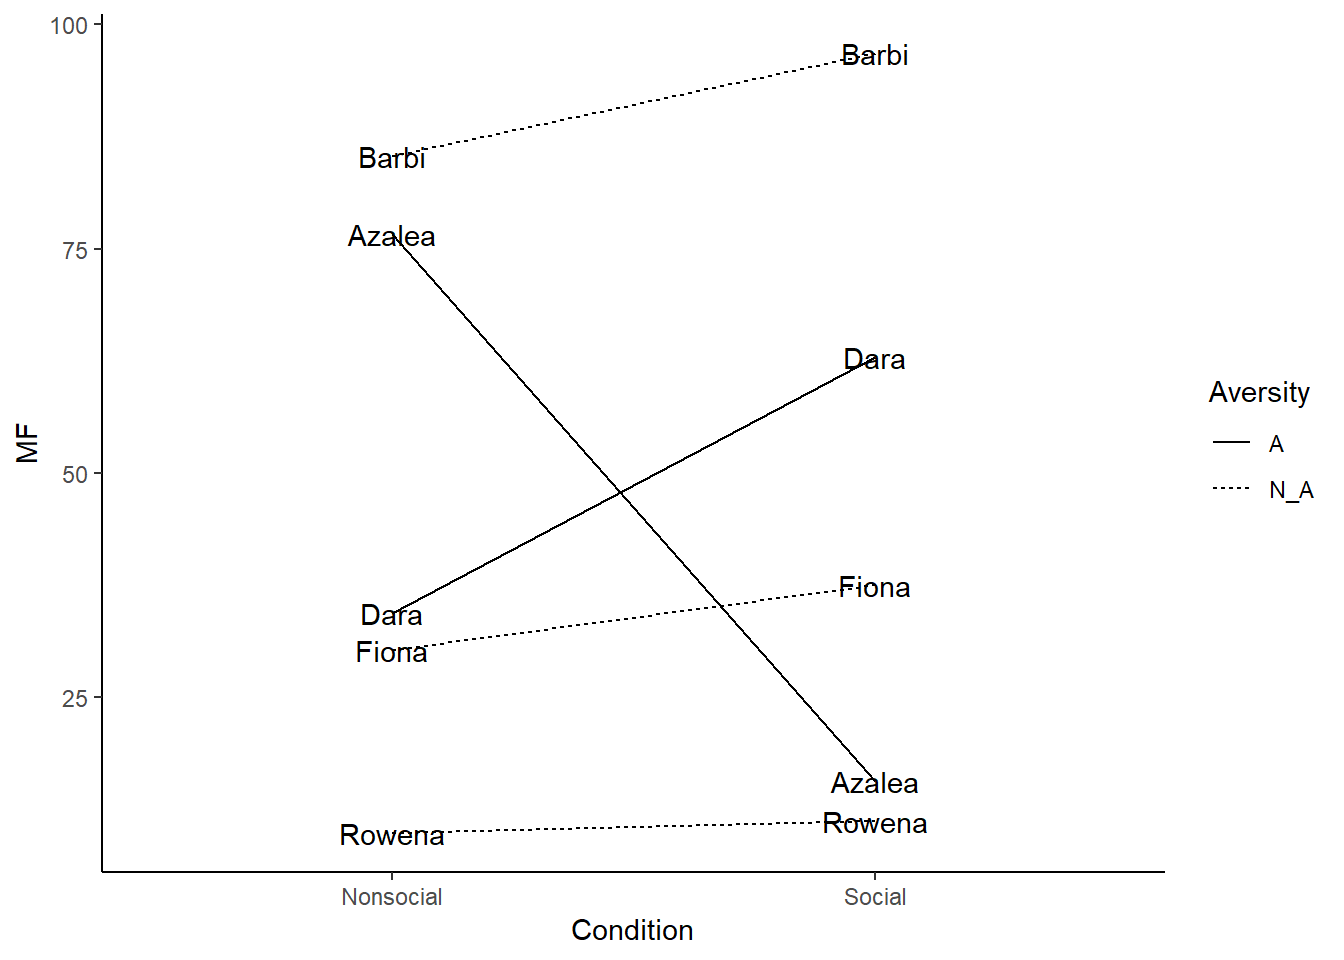 100
75
50
25
MF
Barbi
Barbi
Azalea
Dara
Dara
Fiona
Fiona
Azalea
Rowena
Rowena
Nonsocial
Social
Condition
Aversity
A
N_A